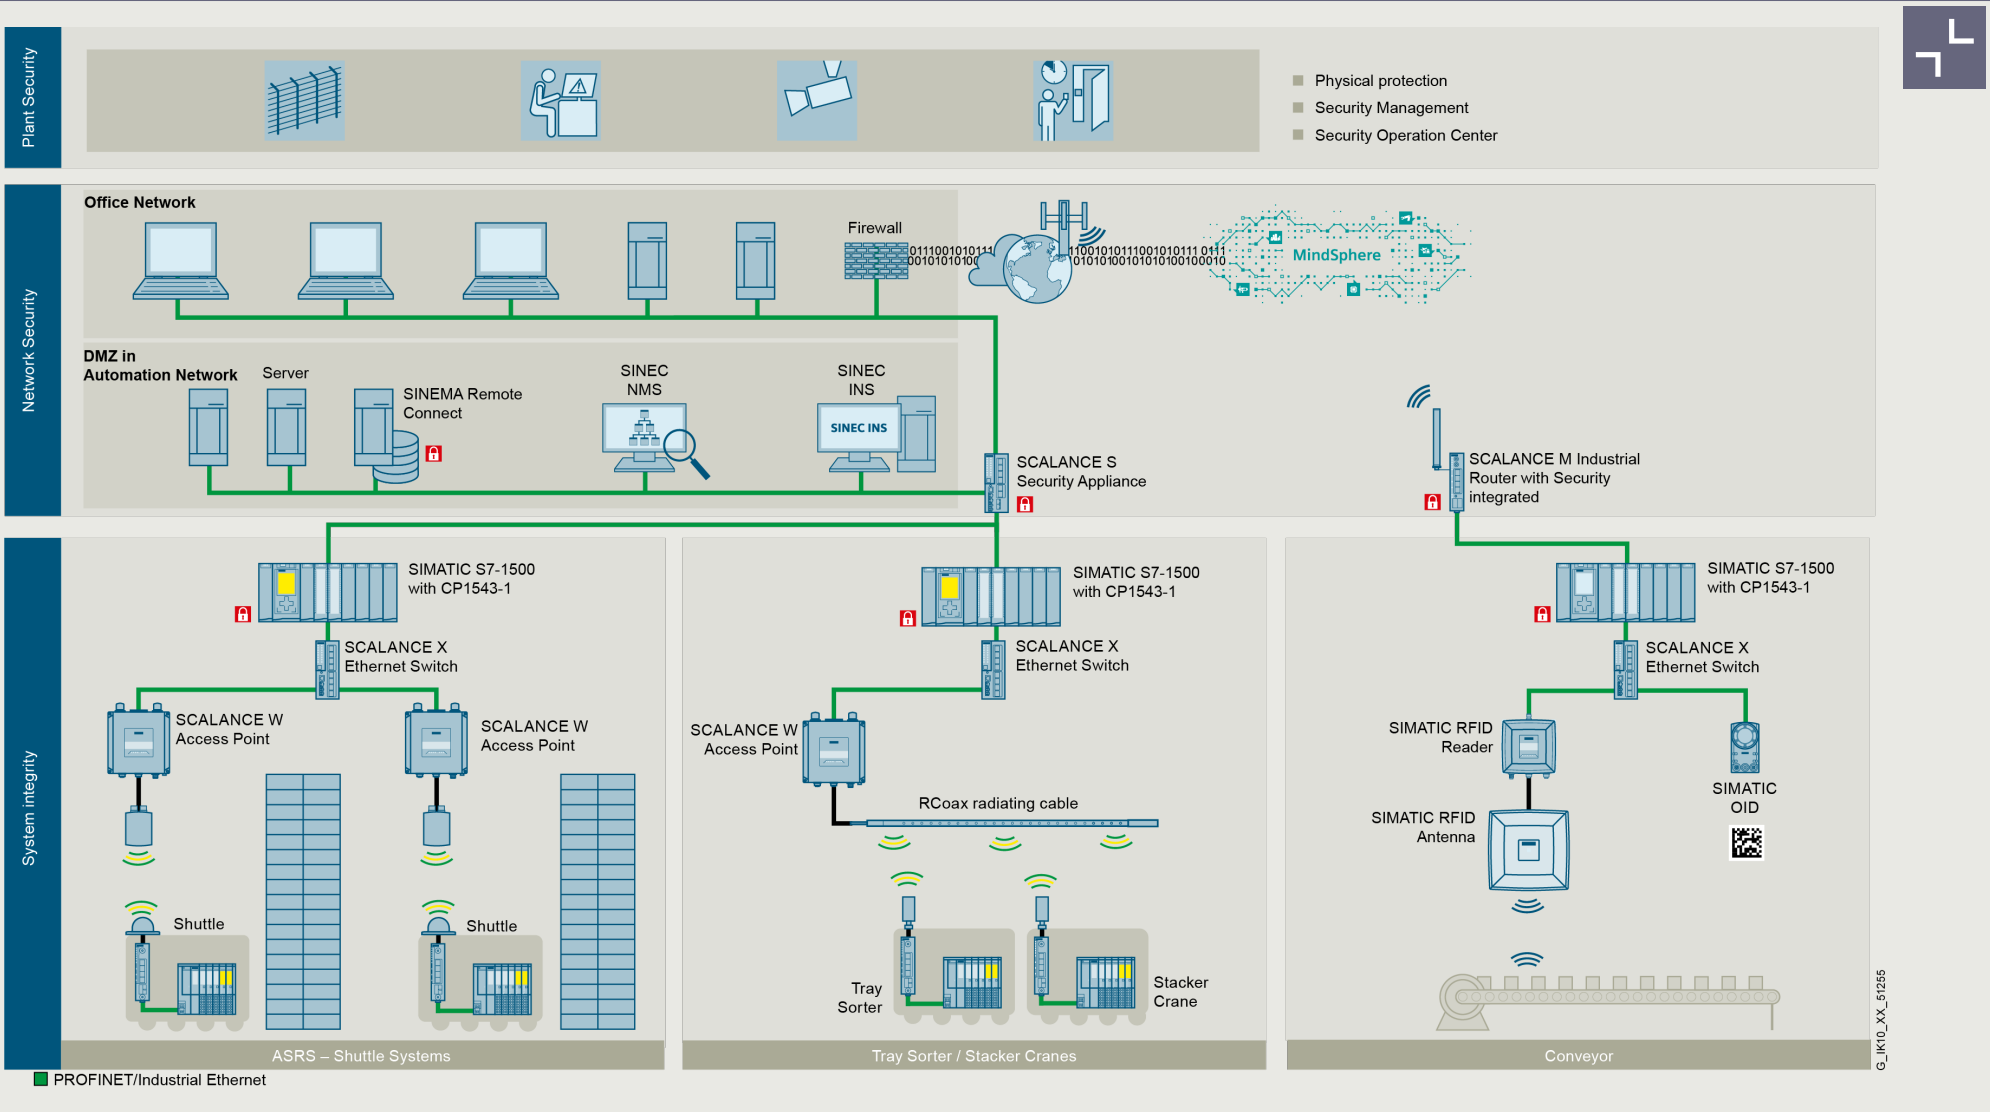 Plant Security
Physical protection
Security Management
Security Operation Center
Network Security
Office Network
Firewall
0111001010111
00101010100
11001010111001010111 0111
01010100101010100100010
MindSphere
DMZ in
Automation Network
Server
SINEMA Remote
Connect
SINEC
NMS
SINEC
INS
SINEC INS
SCALANCE S
Security Appliance
SCALANCE M Industrial
Router with Security
integrated
System integrity
SIMATIC S7-1500
with CP1543-1
SCALANCE X
Ethernet Switch
SCALANCE W
Access Point
SCALANCE W
Access Point
Shuttle
Shuttle
ASRS – Shuttle Systems
SIMATIC S7-1500
with CP1543-1
SCALANCE X
Ethernet Switch
SCALANCE W
Access Point
RCoax radiating cable
Tray
Sorter
Stacker
Crane
Tray Sorter / Stacker Cranes
SIMATIC S7-1500
with CP1543-1
SCALANCE X
Ethernet Switch
SIMATIC RFID
Reader
SIMATIC
OID
SIMATIC RFID
Antenna
Conveyor
G_IK10_XX_51255
PROFINET/Industrial Ethernet